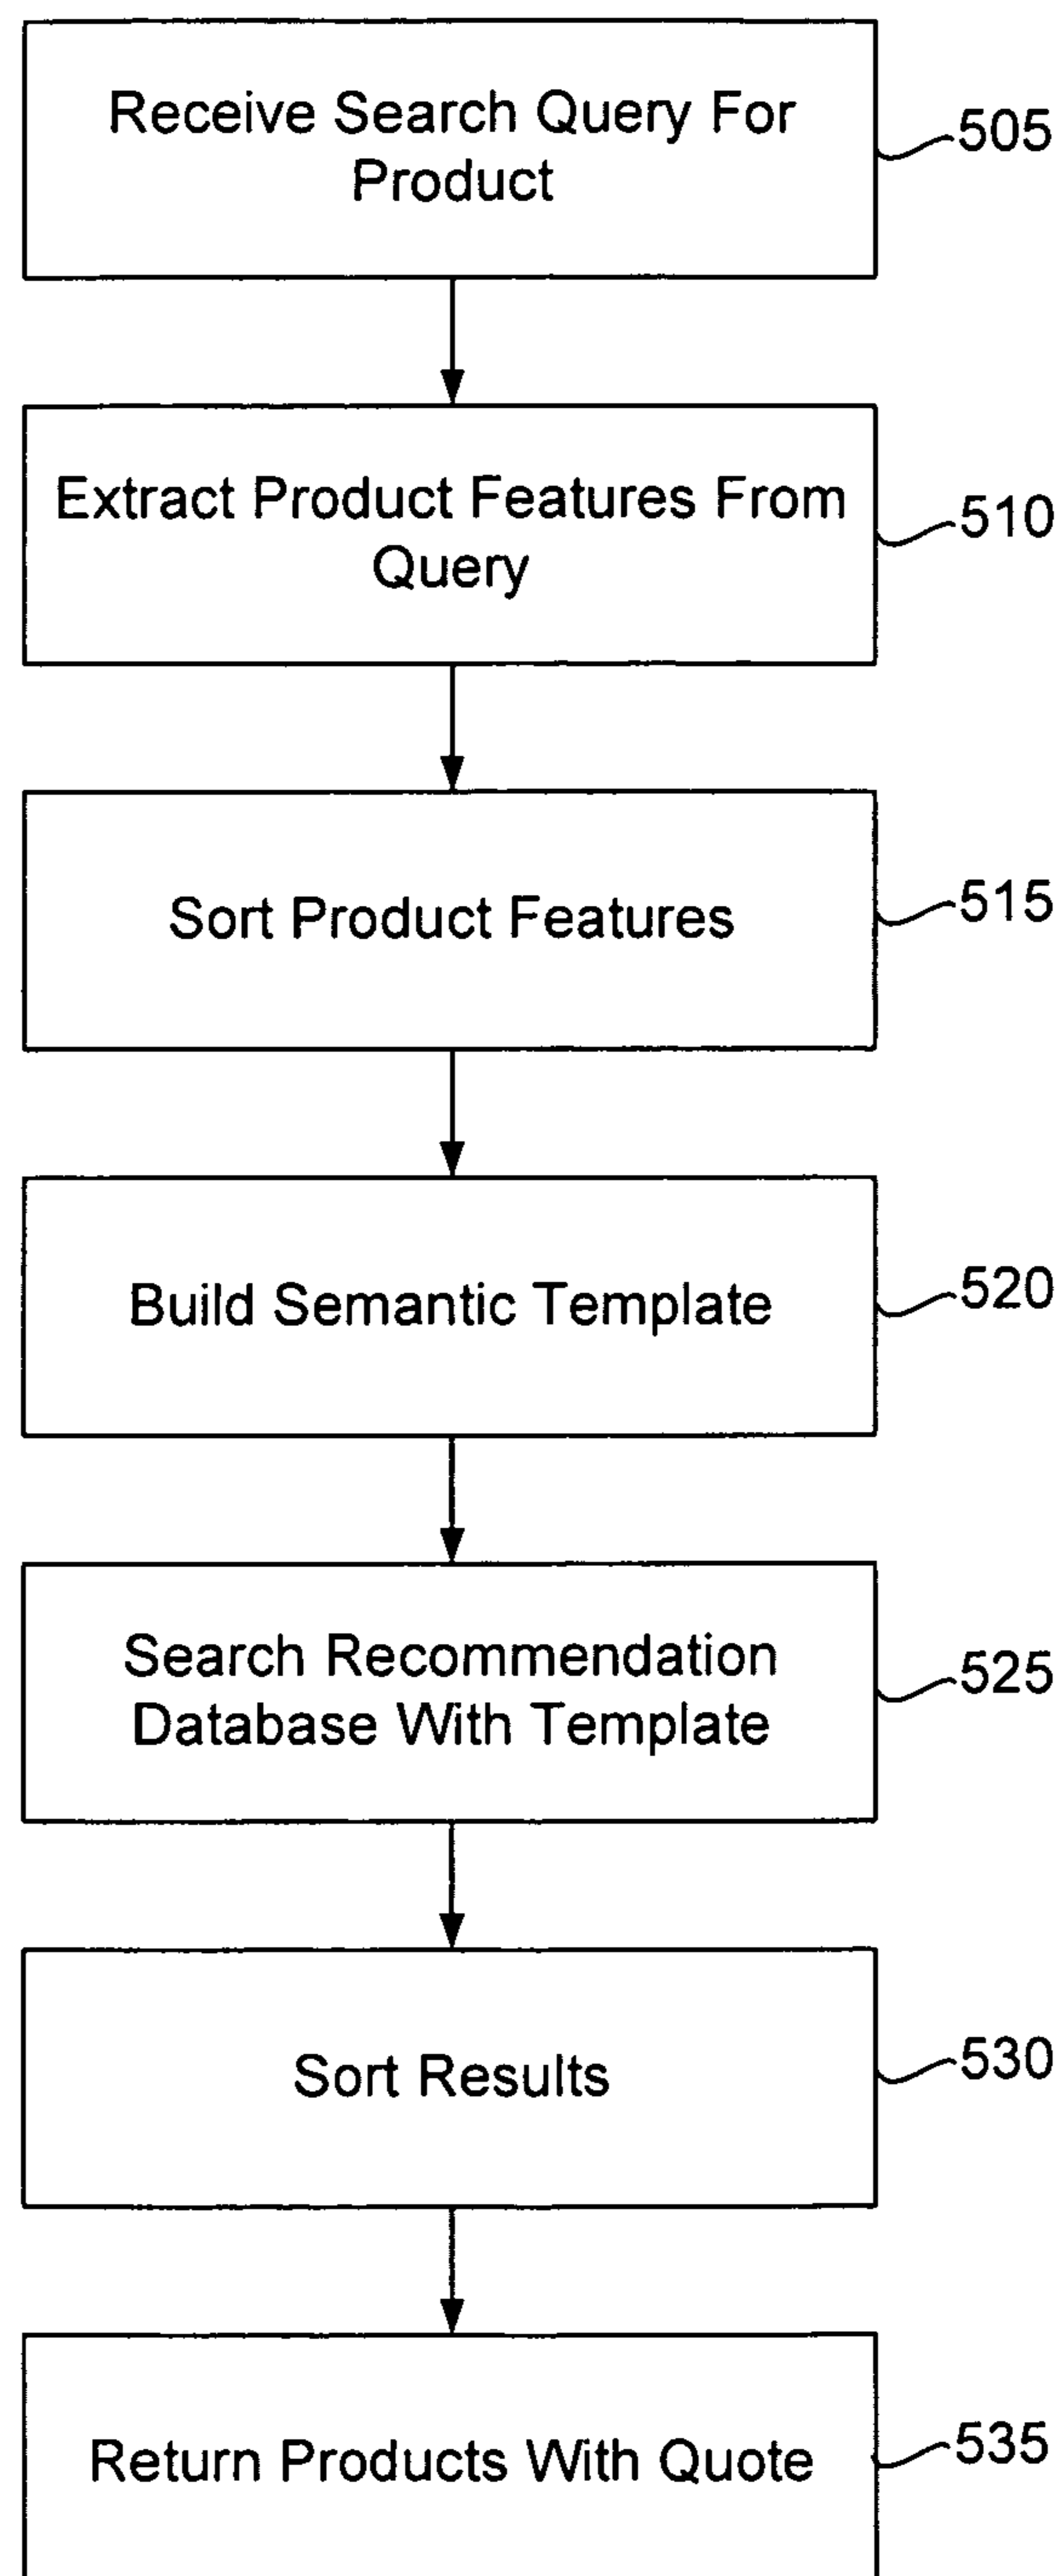 Receive Search Query For
Product
505
Extract Product Features From
Query
510
Sort Product Features
515
Build Semantic Template
520
Search Recommendation
Database With Template
525
Sort Results
530
Return Products With Quote
535